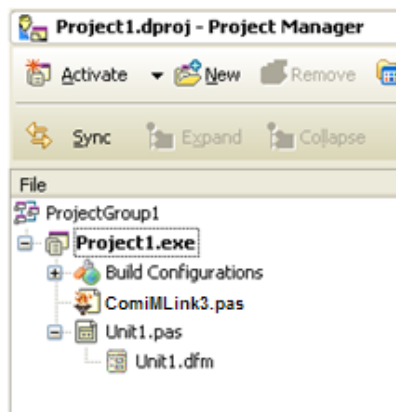 Project1.dproj - Project Manager
Activate New Remove
Sync Expand Collapse
File
ProjectGroup1
Project1.exe
Build Configurations
ComiMLink3.pas
Unit1.pas
Unit1.dfm